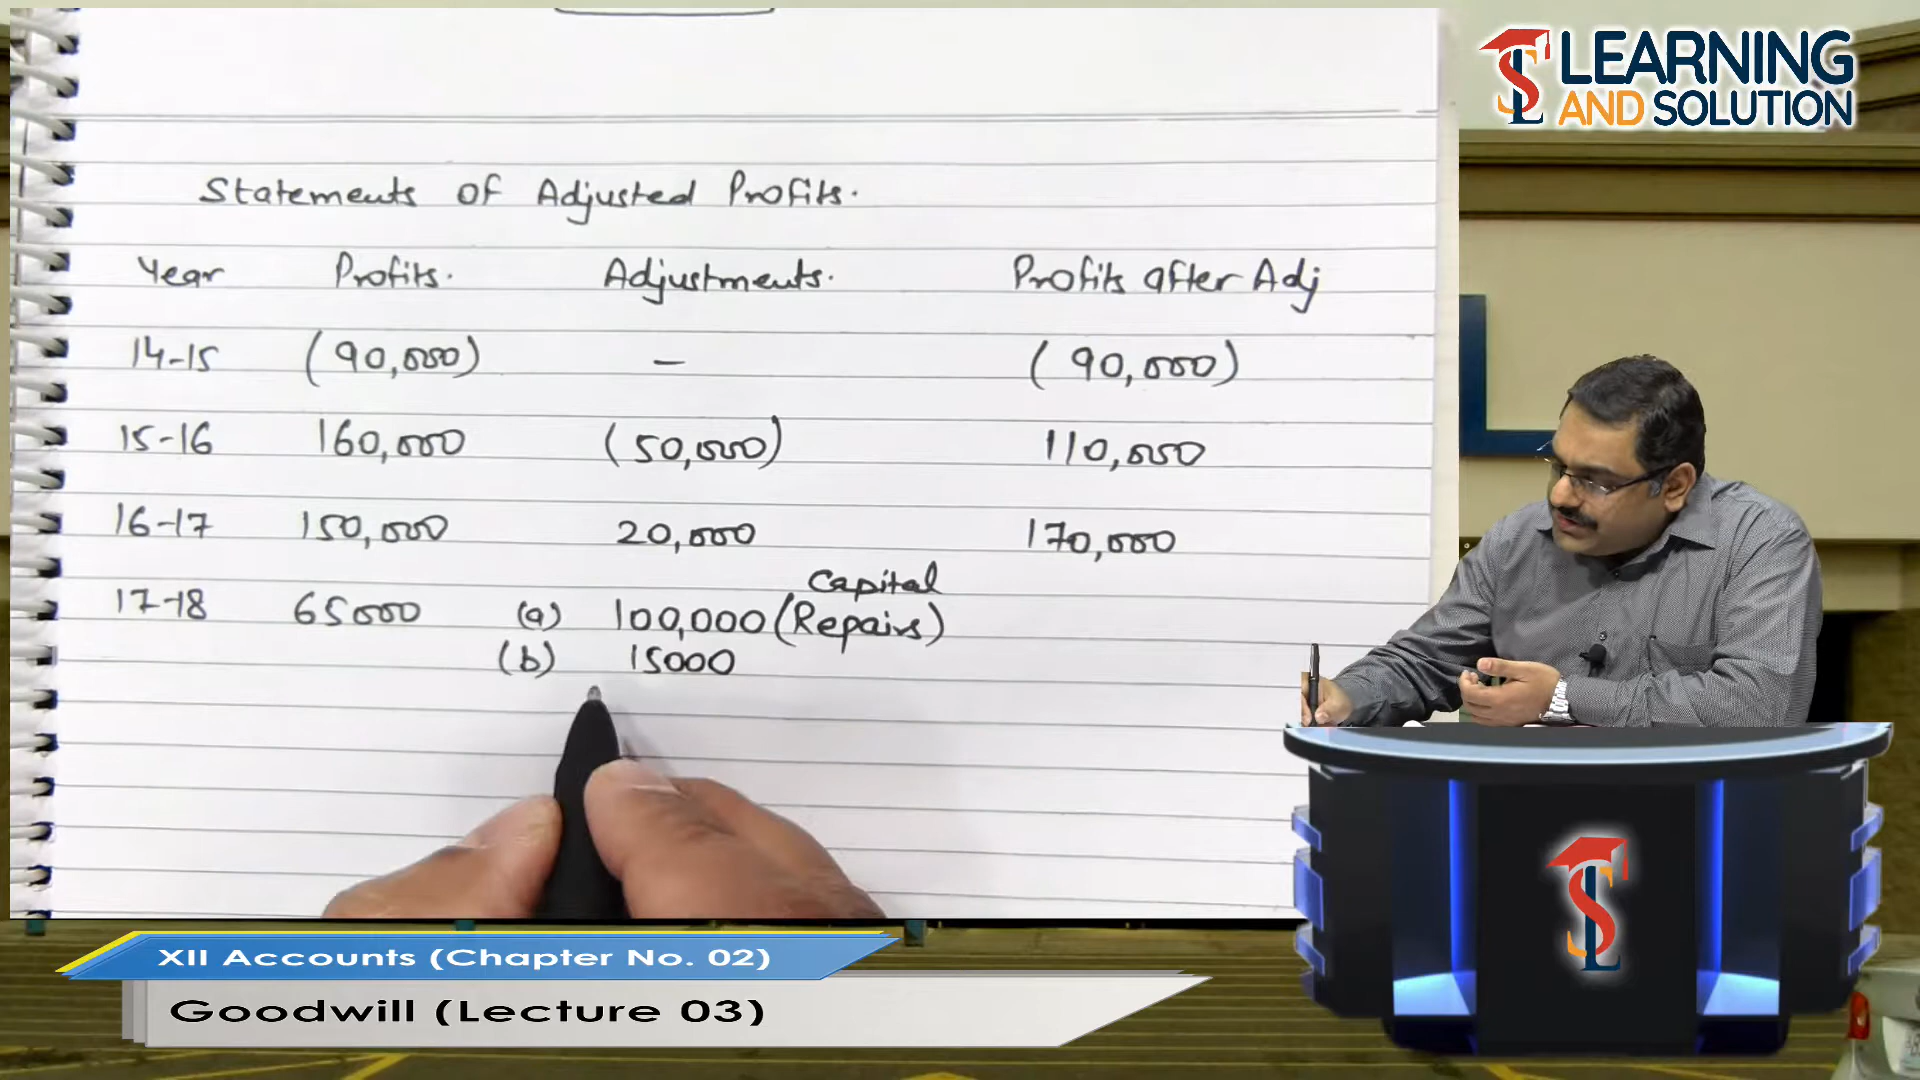 LEARNING
AND SOLUTION
Statements of Adjusted Profits.
Year Profits. Adjustments. Profits after Adj
14-15 (90,000) — (90,000)
15-16 160,000 (50,000) 110,000
16-17 150,000 20,000 170,000
Capital
17-18 65000 (a) 100,000 (Repairs)
(b) 15000
XII Accounts (Chapter No. 02)
Goodwill (Lecture 03)